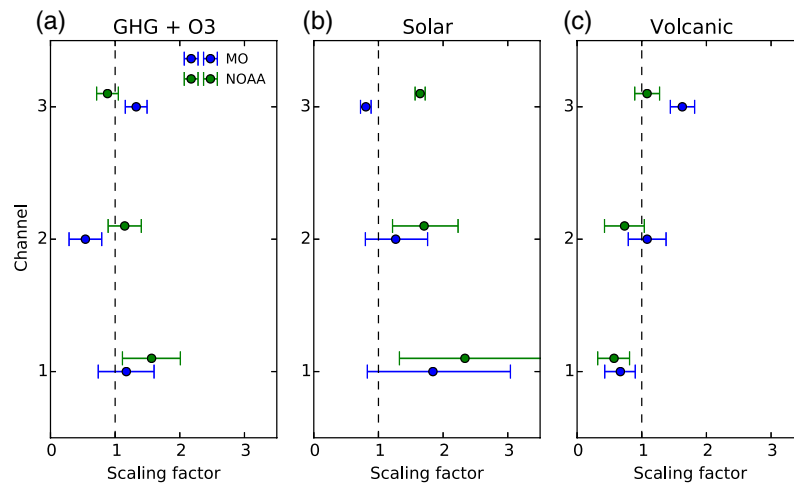 (a) GHG + O3
(b) Solar
(c) Volcanic
MO
NOAA
Channel
3
2
1
0 1 2 3
Scaling factor
3
2
1
0 1 2 3
Scaling factor
3
2
1
0 1 2 3
Scaling factor